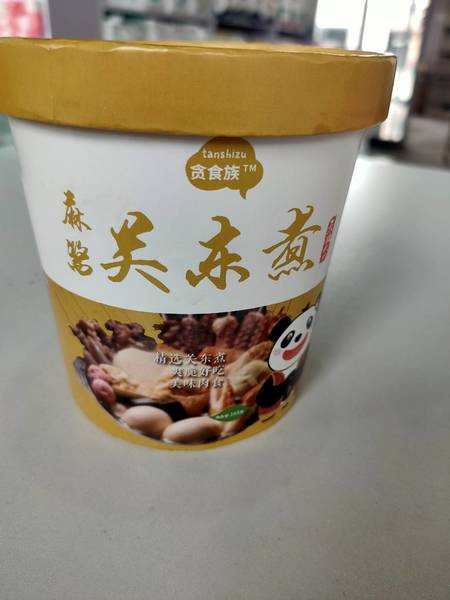 tanshizu
贪食族™
麻粥
关东煮
精选关东煮
爽脆好吃
美味肉食